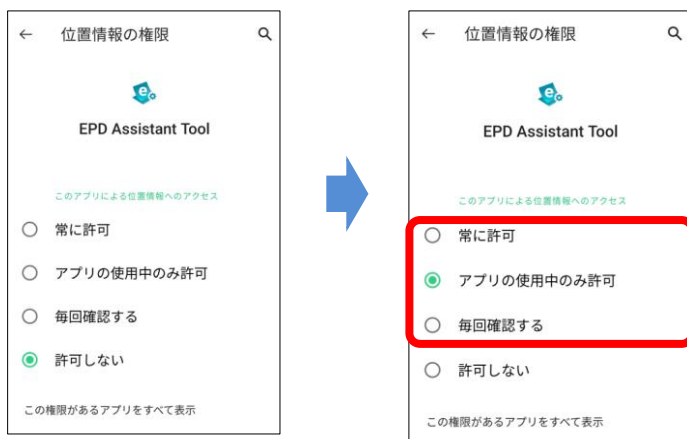 位置情報の権限
EPD Assistant Tool
このアプリによる位置情報へのアクセス
常に許可
アプリの使用中のみ許可
毎回確認する
許可しない
この権限があるアプリをすべて表示
位置情報の権限
EPD Assistant Tool
このアプリによる位置情報へのアクセス
常に許可
アプリの使用中のみ許可
毎回確認する
許可しない
この権限があるアプリをすべて表示